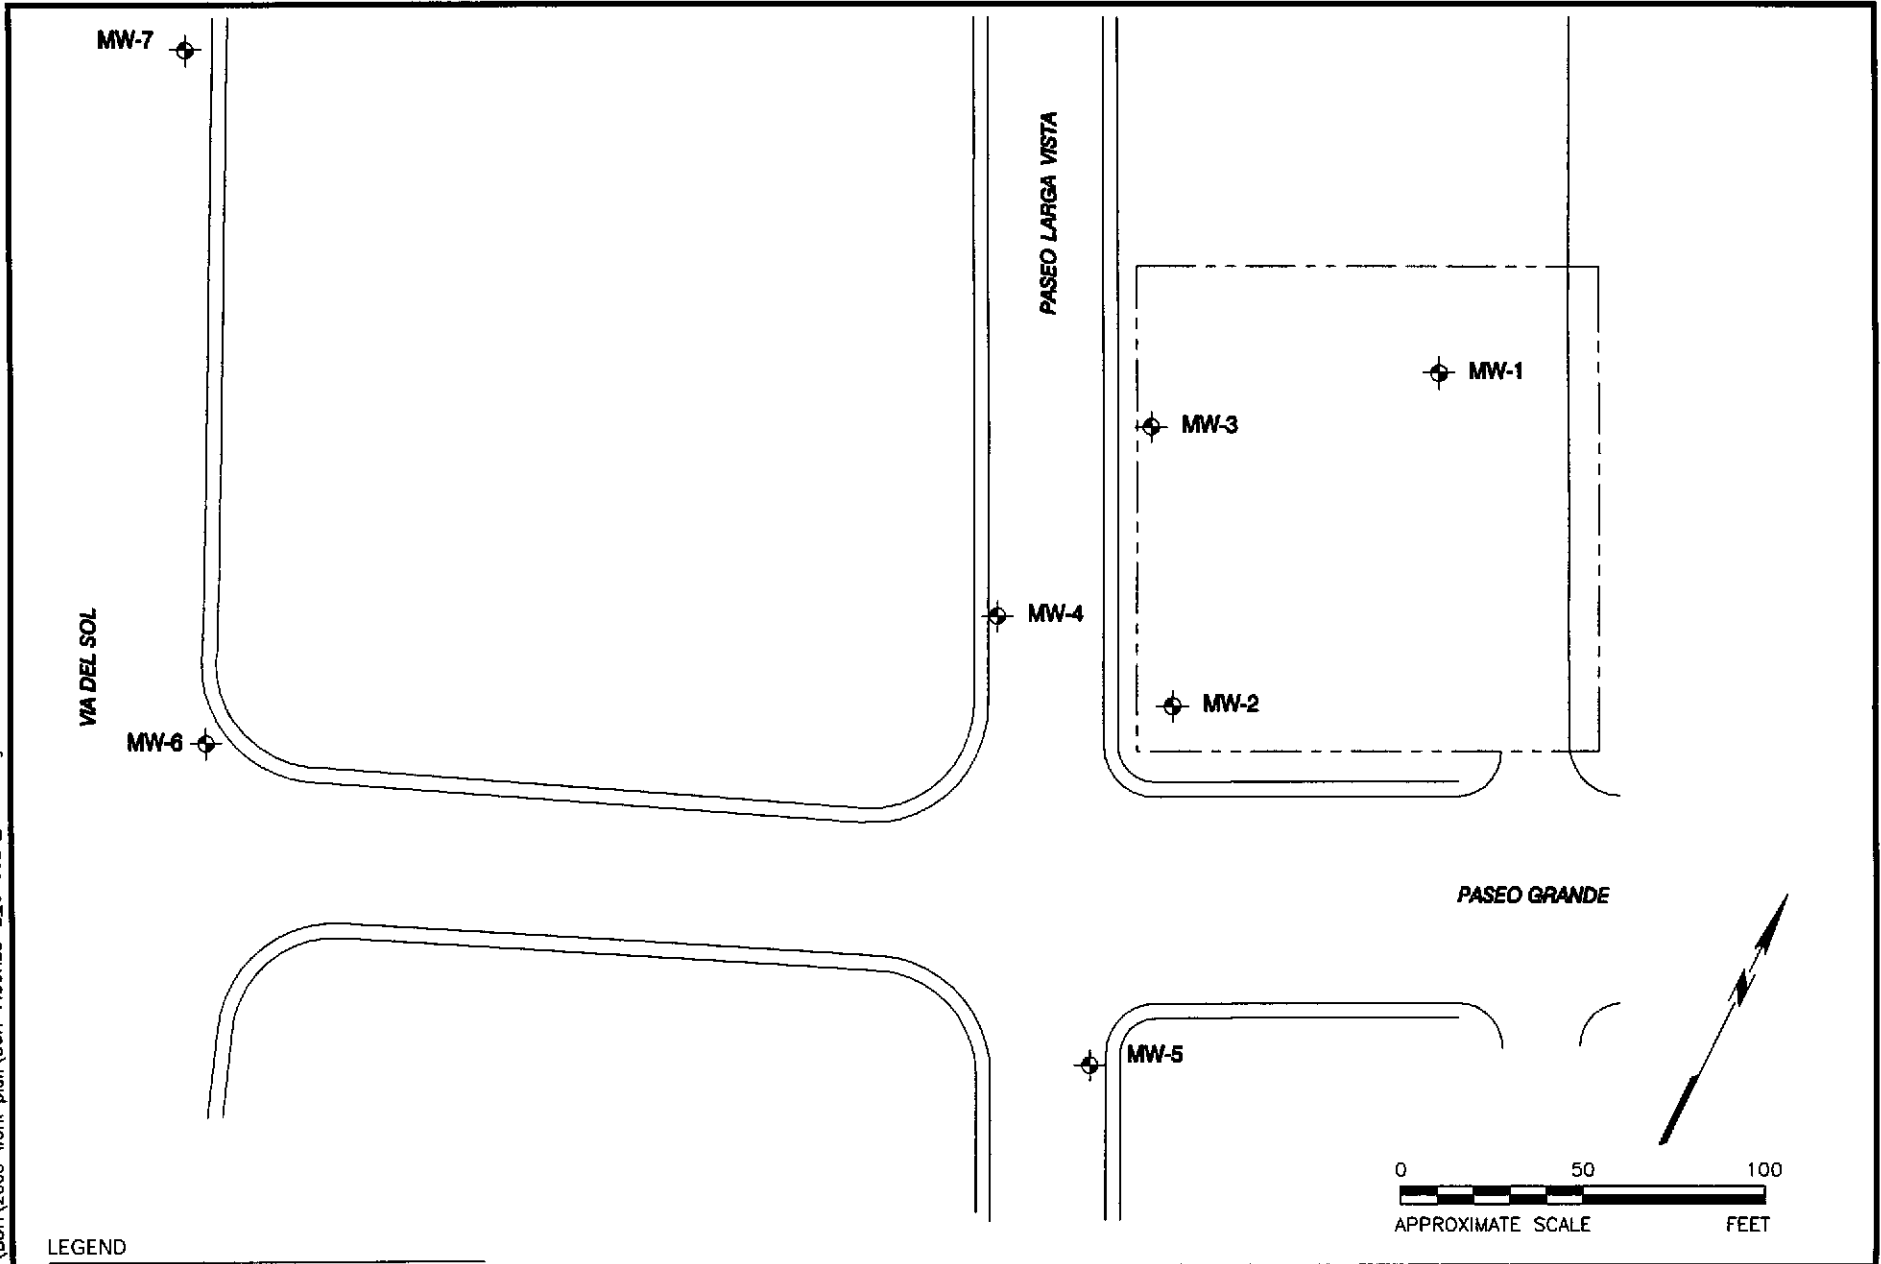 MW-7
PASEO LARGA VISTA
MW-1
MW-3
MW-4
VIA DEL SOL
MW-2
MW-6
PASEO GRANDE
N
MW-5
0 50 100
APPROXIMATE SCALE FEET
LEGEND